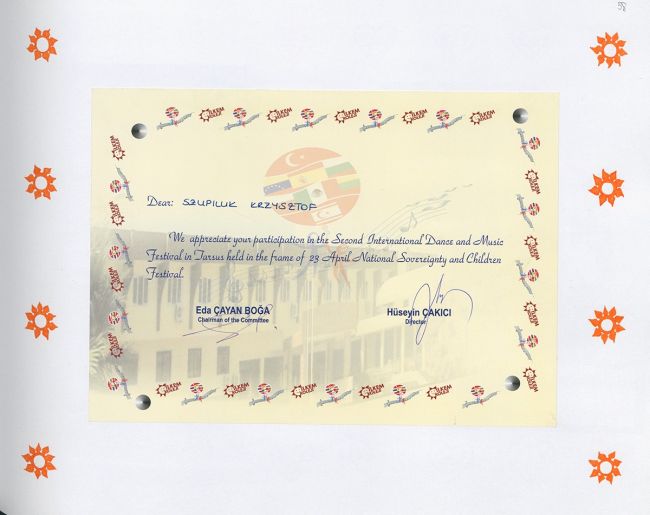 58
Dear: SZUPILUK KRZYSZTOF
We appreciate your participation in the Second International Dance and Music
Festival in Tarsus held in the frame of 23 April National Sovereignty and Children
Festival.
Eda ÇAYAN BOĞA
Chairman of the Committee
Hüseyin ÇAKICI
Director